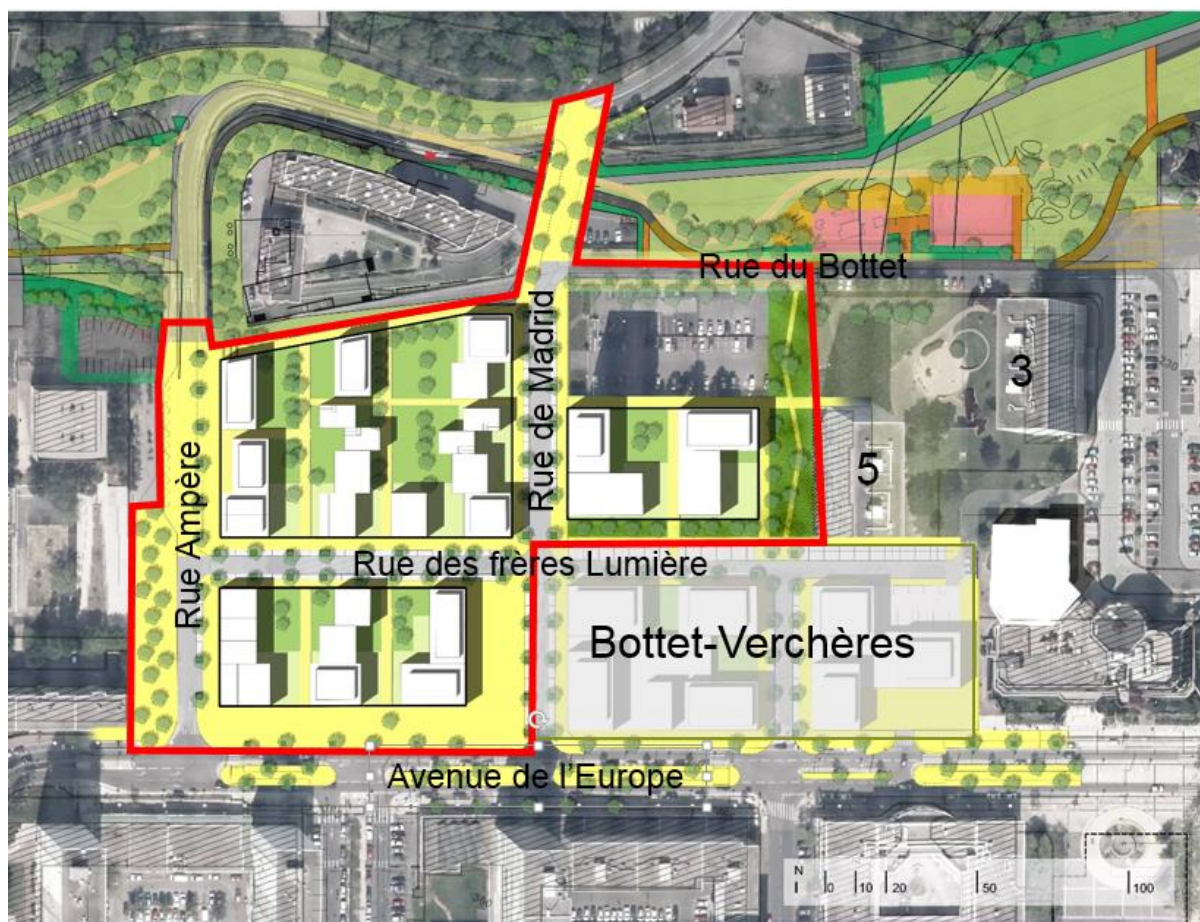 Rue du Bottet
Rue de Madrid
3
Rue Ampère
5
Rue des frères Lumière
Bottet-Verchères
Avenue de l'Europe
N
0 10 20 50 100